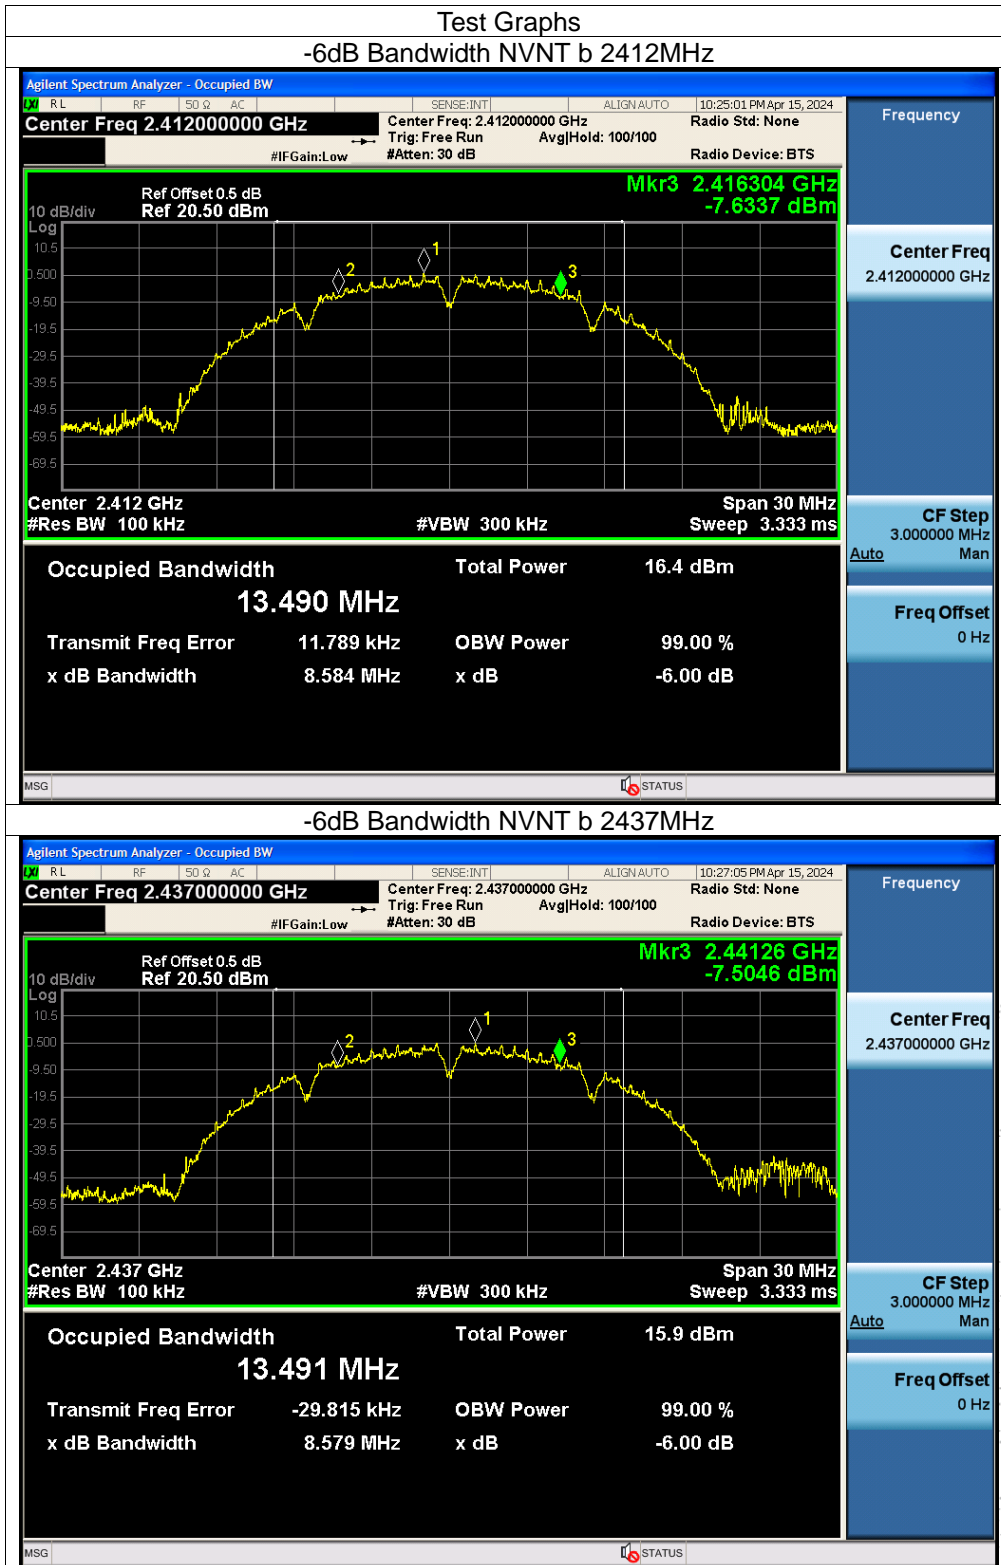 Test Graphs
-6dB Bandwidth NVNT b 2412MHz
Agilent Spectrum Analyzer - Occupied BW
LXI RL RF 50 Ω AC SENSE:INT ALIGN AUTO 10:25:01 PM Apr 15, 2024
Center Freq 2.412000000 GHz Center Freq: 2.412000000 GHz Radio Std: None
Trig: Free Run Avg|Hold: 100/100
#IFGain:Low #Atten: 30 dB Radio Device: BTS
Frequency
Mkr3 2.416304 GHz
-7.6337 dBm
Ref Offset 0.5 dB
10 dB/div Ref 20.50 dBm
Log
10.5
0.500
-9.50
-19.5
-29.5
-39.5
-49.5
-59.5
-69.5
2
1
3
Center 2.412 GHz Span 30 MHz
#Res BW 100 kHz #VBW 300 kHz Sweep 3.333 ms
Center Freq
2.412000000 GHz
CF Step
3.000000 MHz
Auto Man
Freq Offset
0 Hz
Occupied Bandwidth Total Power 16.4 dBm
13.490 MHz
Transmit Freq Error 11.789 kHz OBW Power 99.00 %
x dB Bandwidth 8.584 MHz x dB -6.00 dB
MSG STATUS
-6dB Bandwidth NVNT b 2437MHz
Agilent Spectrum Analyzer - Occupied BW
LXI RL RF 50 Ω AC SENSE:INT ALIGN AUTO 10:27:05 PM Apr 15, 2024
Center Freq 2.437000000 GHz Center Freq: 2.437000000 GHz Radio Std: None
Trig: Free Run Avg|Hold: 100/100
#IFGain:Low #Atten: 30 dB Radio Device: BTS
Frequency
Mkr3 2.44126 GHz
-7.5046 dBm
Ref Offset 0.5 dB
10 dB/div Ref 20.50 dBm
Log
10.5
0.500
-9.50
-19.5
-29.5
-39.5
-49.5
-59.5
-69.5
2
1
3
Center 2.437 GHz Span 30 MHz
#Res BW 100 kHz #VBW 300 kHz Sweep 3.333 ms
Center Freq
2.437000000 GHz
CF Step
3.000000 MHz
Auto Man
Freq Offset
0 Hz
Occupied Bandwidth Total Power 15.9 dBm
13.491 MHz
Transmit Freq Error -29.815 kHz OBW Power 99.00 %
x dB Bandwidth 8.579 MHz x dB -6.00 dB
MSG STATUS